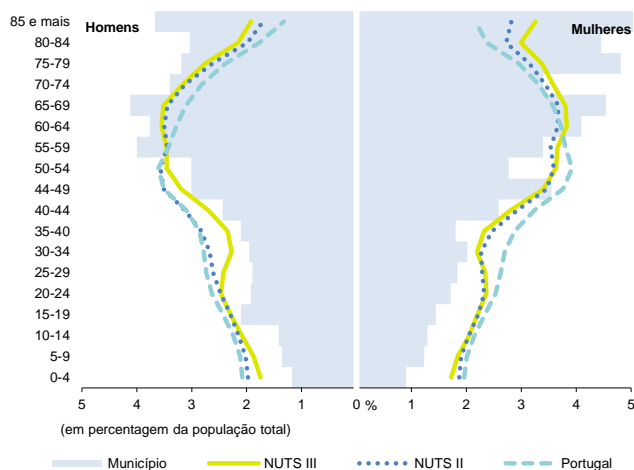 Homens
Mulheres
85 e mais
80-84
75-79
70-74
65-69
60-64
55-59
50-54
44-49
40-44
35-40
30-34
25-29
20-24
15-19
10-14
5-9
0-4
5 4 3 2 1 0 % 1 2 3 4 5
(em percentagem da população total)
Município NUTS III NUTS II Portugal